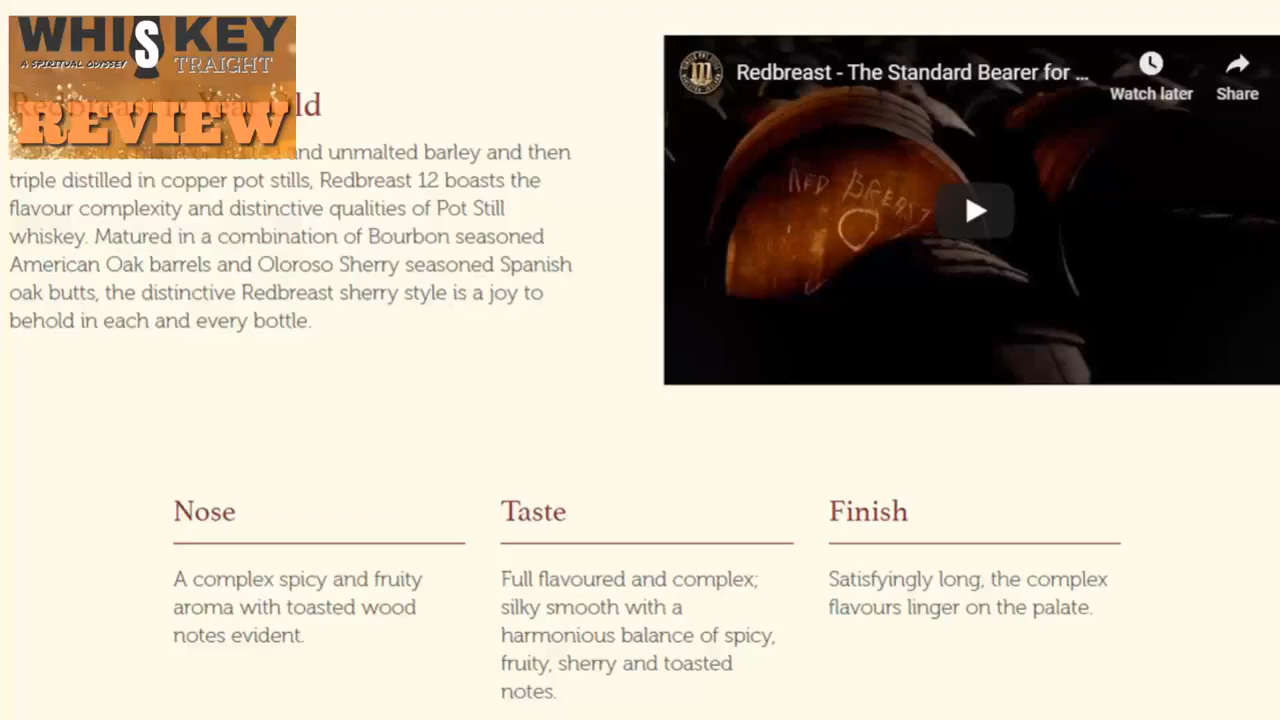 WHISKEY
A SPIRITUAL ODYSSEY
TRAIGHT
REVIEW
Redbreast 12 Year Old
and unmalted barley and then
triple distilled in copper pot stills, Redbreast 12 boasts the
flavour complexity and distinctive qualities of Pot Still
whiskey. Matured in a combination of Bourbon seasoned
American Oak barrels and Oloroso Sherry seasoned Spanish
oak butts, the distinctive Redbreast sherry style is a joy to
behold in each and every bottle.
Redbreast - The Standard Bearer for ...
Watch later
Share
RED BREAST
Nose
A complex spicy and fruity
aroma with toasted wood
notes evident.
Taste
Full flavoured and complex;
silky smooth with a
harmonious balance of spicy,
fruity, sherry and toasted
notes.
Finish
Satisfyingly long, the complex
flavours linger on the palate.